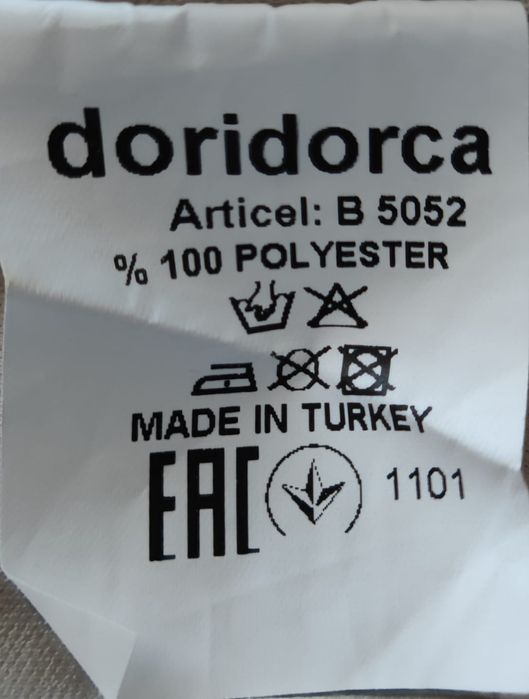 doridorca
Articel: B 5052
% 100 POLYESTER
MADE IN TURKEY
EAC
1101